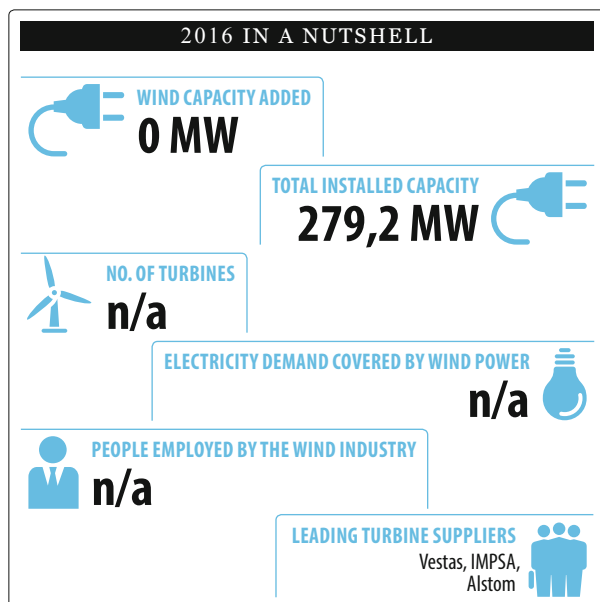 2016 IN A NUTSHELL
WIND CAPACITY ADDED
0 MW
TOTAL INSTALLED CAPACITY
279,2 MW
NO. OF TURBINES
n/a
ELECTRICITY DEMAND COVERED BY WIND POWER
n/a
PEOPLE EMPLOYED BY THE WIND INDUSTRY
n/a
LEADING TURBINE SUPPLIERS
Vestas, IMPSA,
Alstom